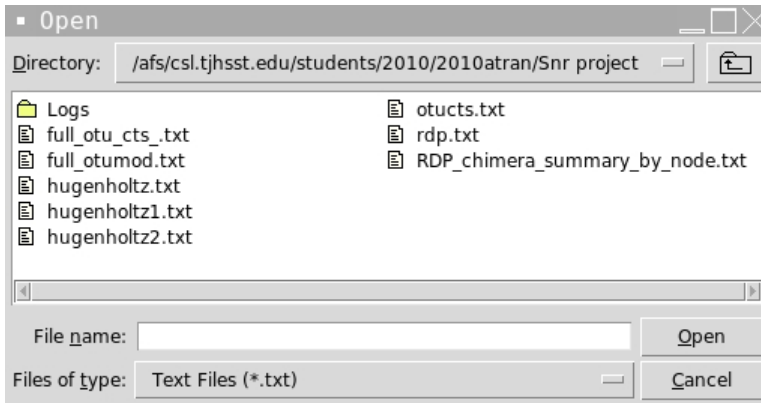 Open
Directory: /afs/csl.tjhsst.edu/students/2010/2010atran/Snr project
Logs
full_otu_cts_.txt
full_otumod.txt
hugenholtz.txt
hugenholtz1.txt
hugenholtz2.txt
otucts.txt
rdp.txt
RDP_chimera_summary_by_node.txt
File name: Open
Files of type: Text Files (*.txt) Cancel